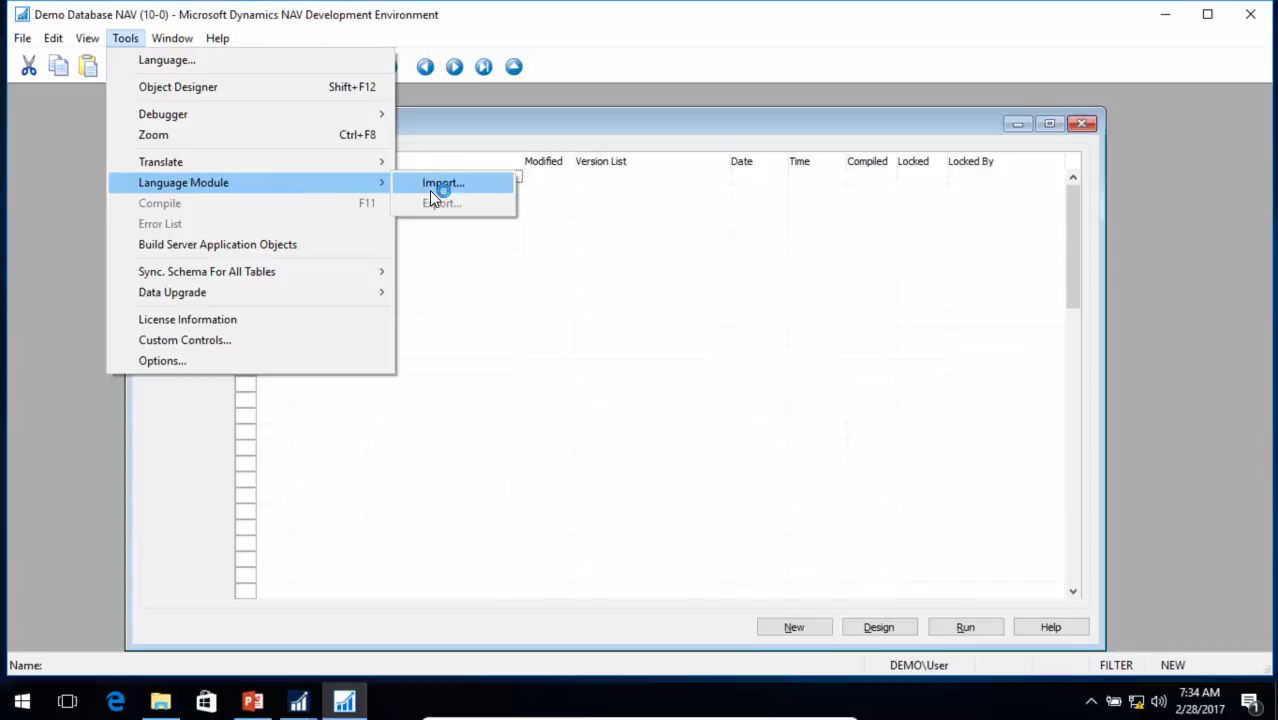 Demo Database NAV (10-0) - Microsoft Dynamics NAV Development Environment
File Edit View Tools Window Help
Language...
Object Designer Shift+F12
Debugger
Zoom Ctrl+F8
Translate
Language Module
Import...
Compile F11
Error List
Build Server Application Objects
Sync. Schema For All Tables
Data Upgrade
License Information
Custom Controls...
Options...
Modified Version List Date Time Compiled Locked Locked By
New Design Run Help
Name: DEMO\User FILTER NEW
7:34 AM
2/28/2017
1